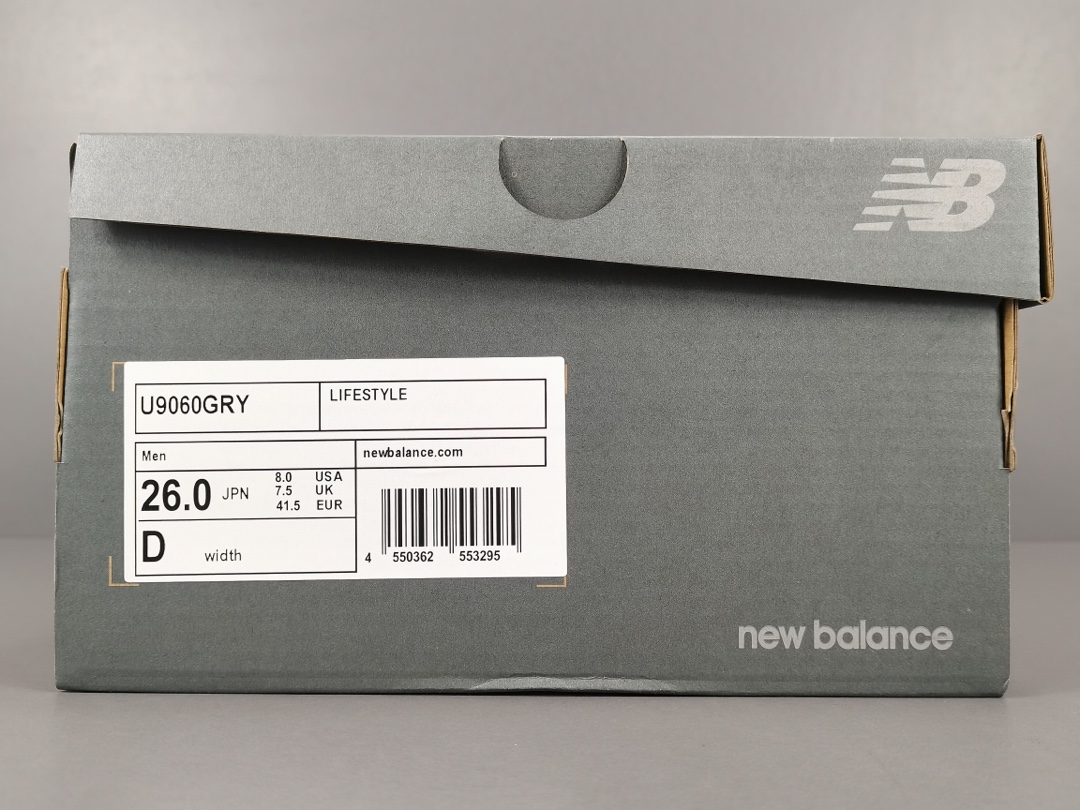 NB
U9060GRY
LIFESTYLE
Men
newbalance.com
26.0 JPN
8.0 USA
7.5 UK
41.5 EUR
D width
4 550362 553295
new balance